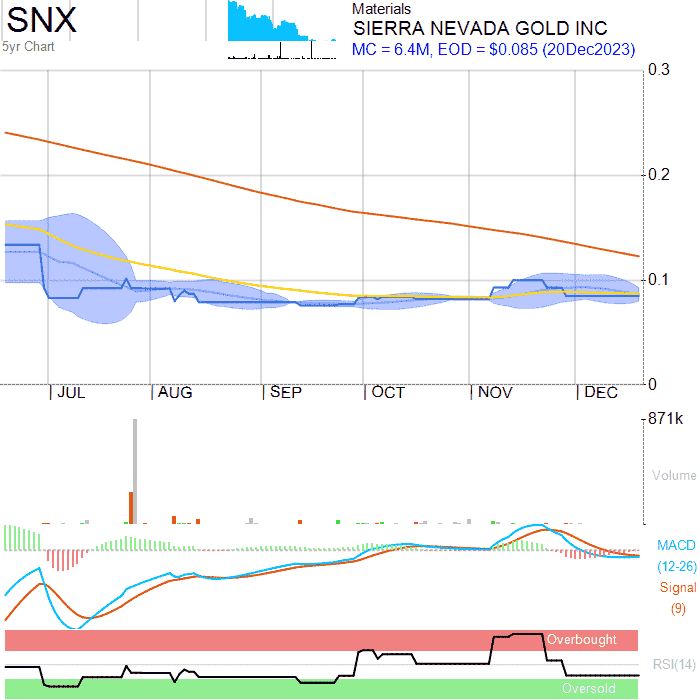 SNX
5yr Chart
Materials
SIERRA NEVADA GOLD INC
MC = 6.4M, EOD = $0.085 (20Dec2023)
0.3
0.2
0.1
0
JUL AUG SEP OCT NOV DEC
871k
Volume
MACD
(12-26)
Signal
(9)
Overbought
RSI(14)
Oversold